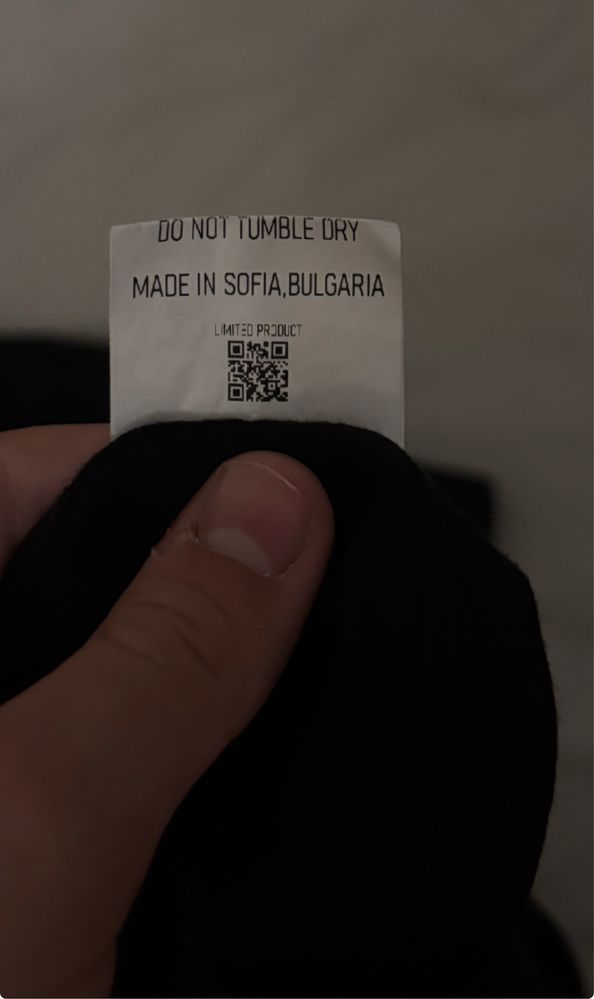 DO NOT TUMBLE DRY
MADE IN SOFIA,BULGARIA
LIMITED PRODUCT